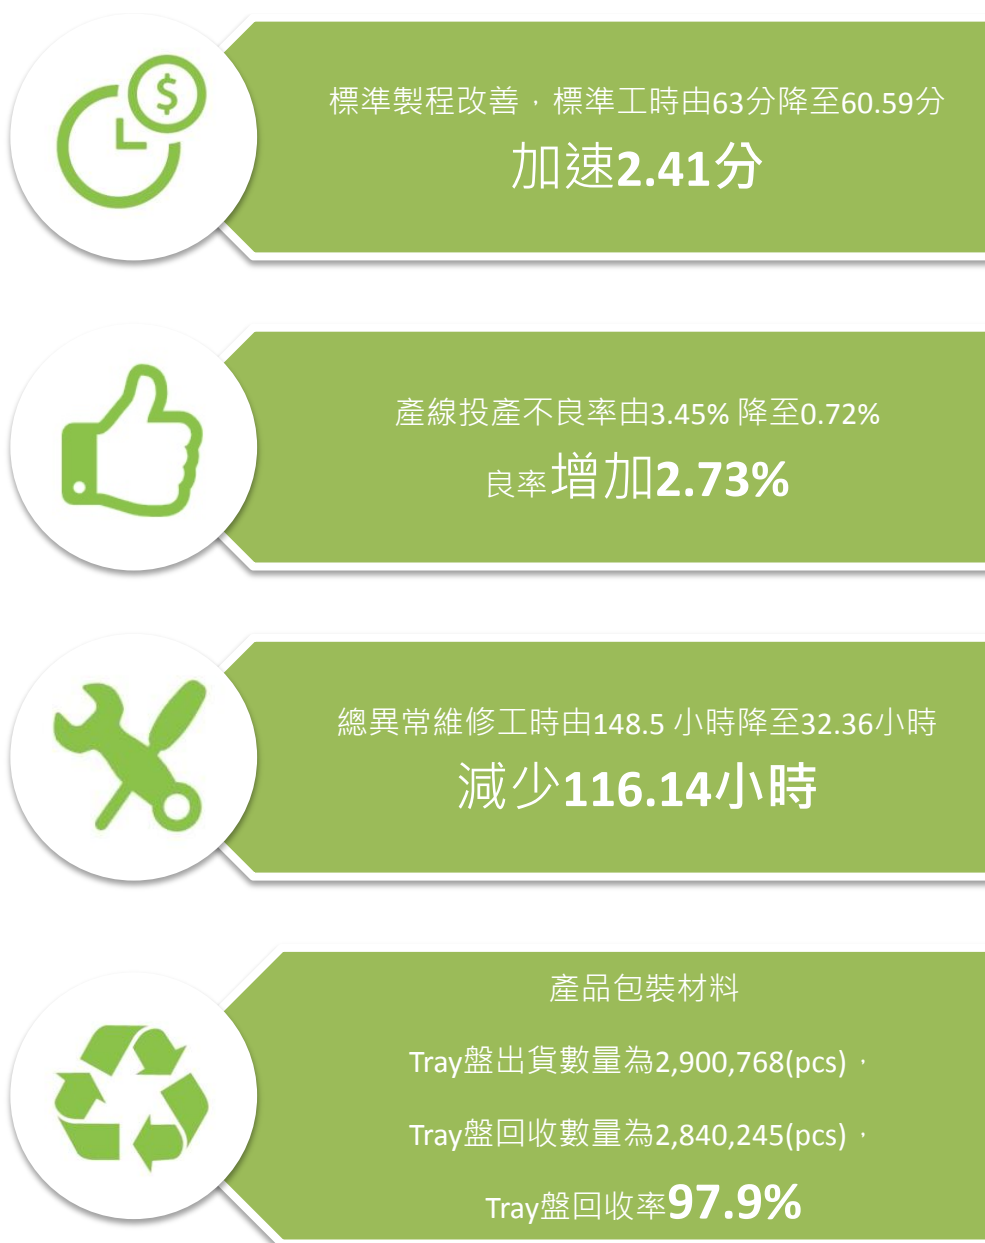 $
標準製程改善，標準工時由63分降至60.59分
加速2.41分
產線投產不良率由3.45% 降至0.72%
良率增加2.73%
總異常維修工時由148.5 小時降至32.36小時
減少116.14小時
產品包裝材料
Tray盤出貨數量為2,900,768(pcs)，
Tray盤回收數量為2,840,245(pcs)，
Tray盤回收率97.9%